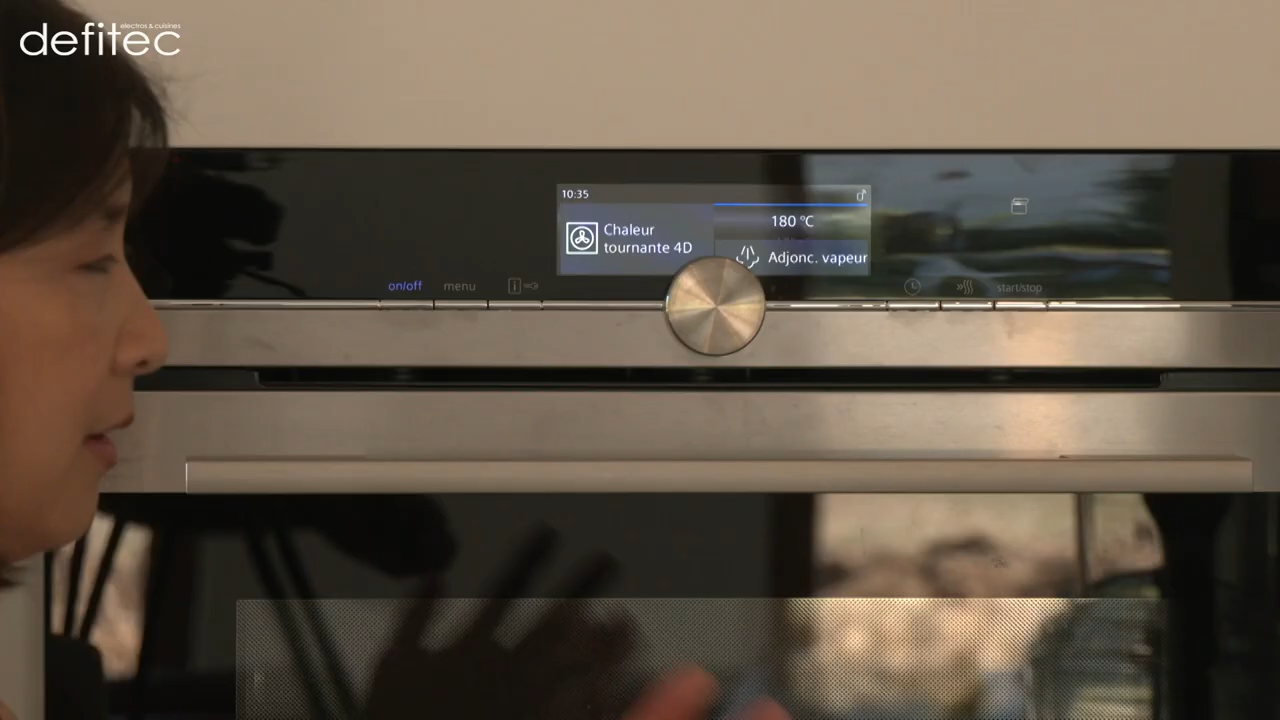 electros & cuisines
defitec
10:35
180 °C
Chaleur
tournante 4D
Adjonc. vapeur
on/off
menu
i
start/stop